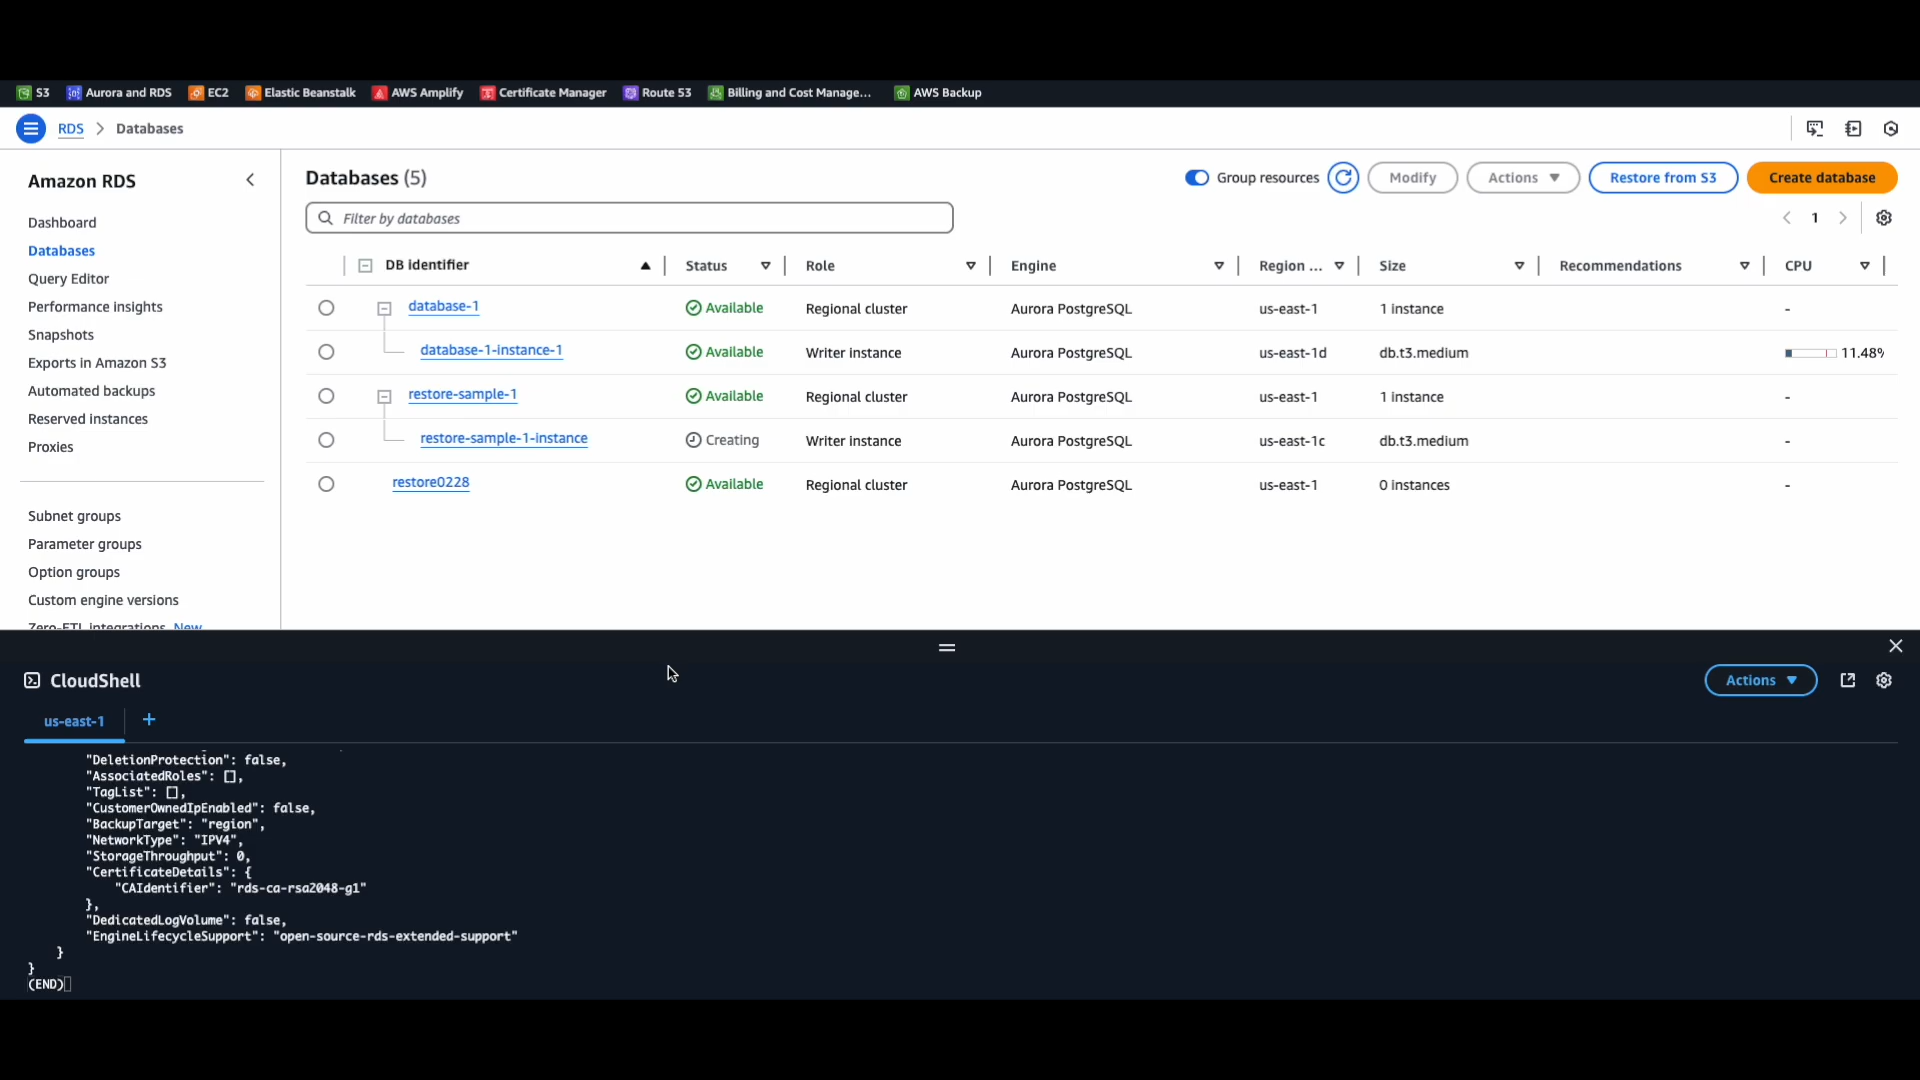 S3 Aurora and RDS EC2 Elastic Beanstalk AWS Amplify Certificate Manager Route 53 Billing and Cost Manage... AWS Backup
RDS > Databases
Amazon RDS
Dashboard
Databases
Query Editor
Performance insights
Snapshots
Exports in Amazon S3
Automated backups
Reserved instances
Proxies
Subnet groups
Parameter groups
Option groups
Custom engine versions
Zero-ETL integrations New
Databases (5)
Group resources Modify Actions Restore from S3 Create database
Filter by databases
1
DB identifier Status Role Engine Region ... Size Recommendations CPU
database-1 Available Regional cluster Aurora PostgreSQL us-east-1 1 instance -
database-1-instance-1 Available Writer instance Aurora PostgreSQL us-east-1d db.t3.medium 11.48%
restore-sample-1 Available Regional cluster Aurora PostgreSQL us-east-1 1 instance -
restore-sample-1-instance Creating Writer instance Aurora PostgreSQL us-east-1c db.t3.medium -
restore0228 Available Regional cluster Aurora PostgreSQL us-east-1 0 instances -
CloudShell
Actions
us-east-1 +
"DeletionProtection": false,
"AssociatedRoles": [],
"TagList": [],
"CustomerOwnedIpEnabled": false,
"BackupTarget": "region",
"NetworkType": "IPV4",
"StorageThroughput": 0,
"CertificateDetails": {
"CAIdentifier": "rds-ca-rsa2048-g1"
},
"DedicatedLogVolume": false,
"EngineLifecycleSupport": "open-source-rds-extended-support"
}
}
(END)